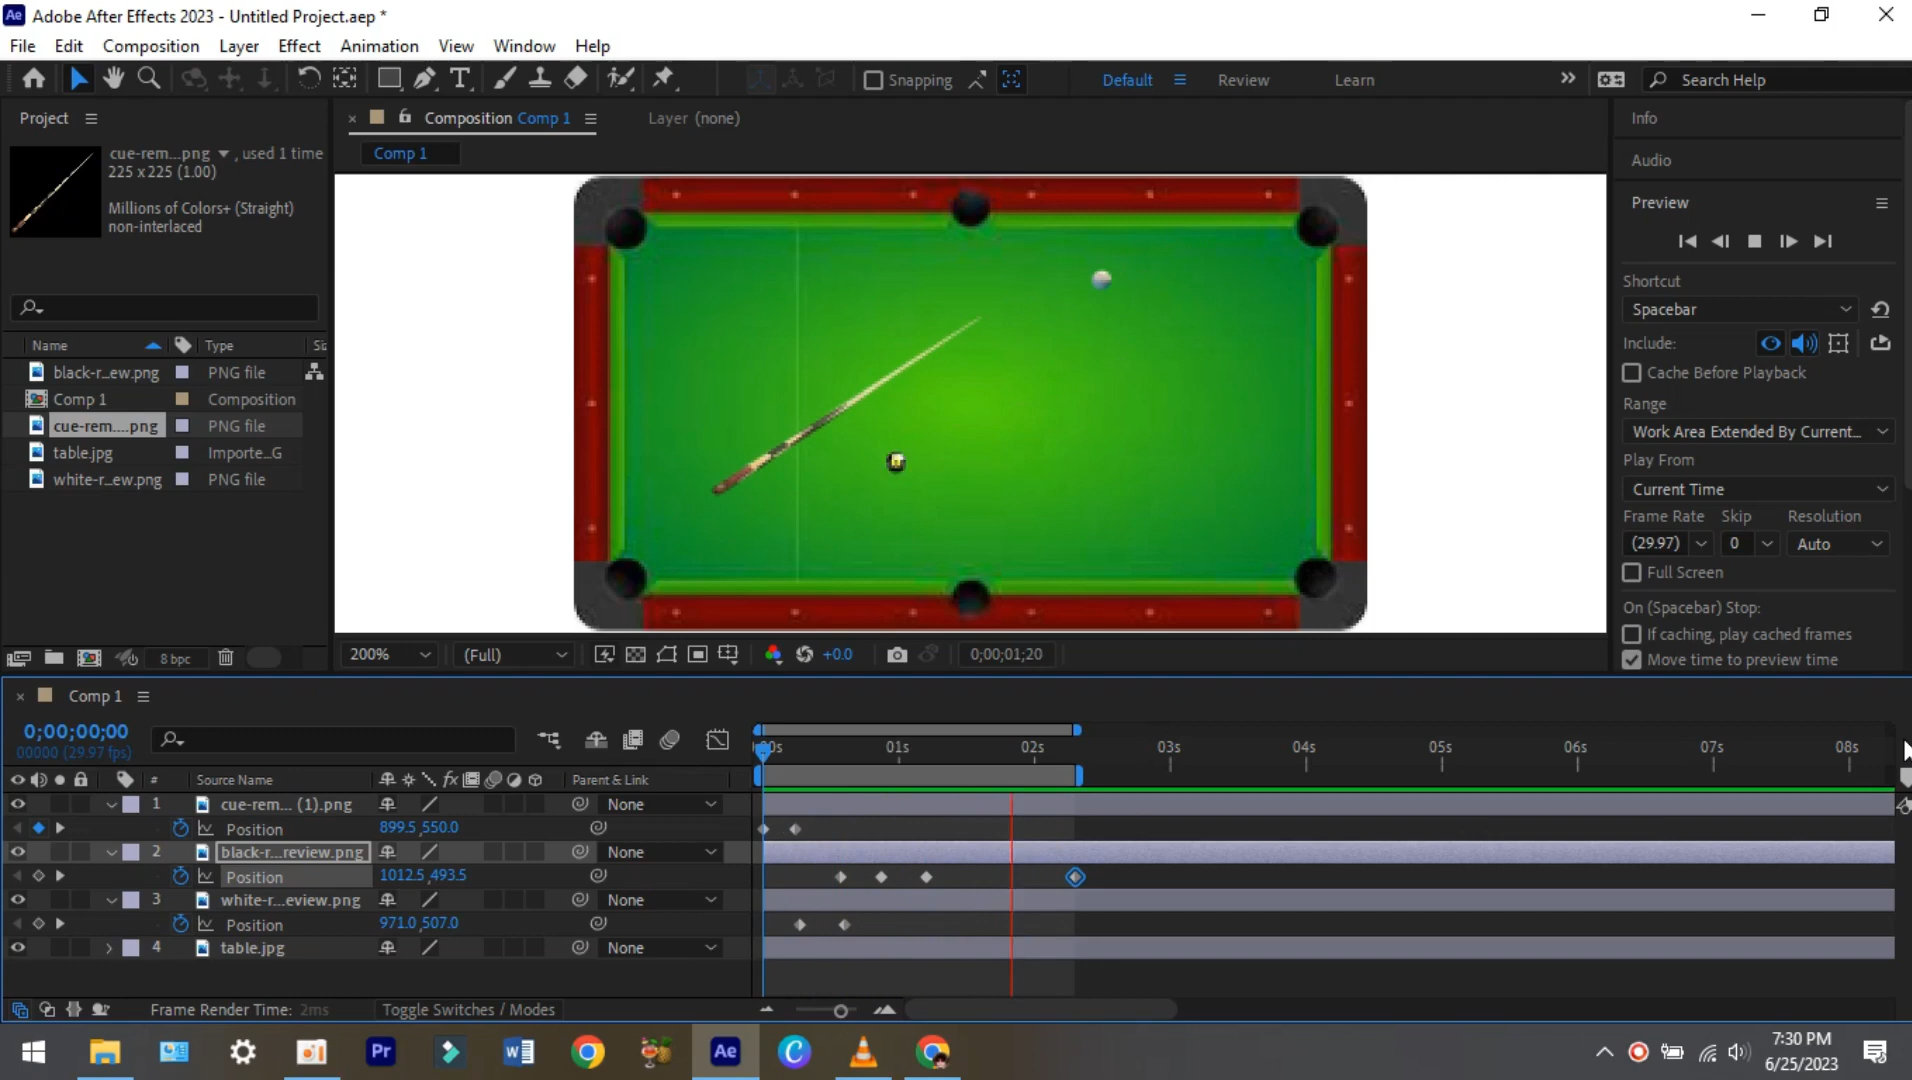 Ae Adobe After Effects 2023 - Untitled Project.aep *
File Edit Composition Layer Effect Animation View Window Help
T Snapping Default Review Learn Search Help
Project
cue-rem...png , used 1 time
225 x 225 (1.00)
Millions of Colors+ (Straight)
non-interlaced
Name Type Siz
black-r...ew.png PNG file
Comp 1 Composition
cue-rem....png PNG file
table.jpg Importe...G
white-r...ew.png PNG file
8 bpc
Composition Comp 1 Layer (none)
Comp 1
200% (Full) +0.0 0;00;01;20
Info
Audio
Preview
Shortcut
Spacebar
Include:
Cache Before Playback
Range
Work Area Extended By Current...
Play From
Current Time
Frame Rate Skip Resolution
(29.97) 0 Auto
Full Screen
On (Spacebar) Stop:
If caching, play cached frames
Move time to preview time
Comp 1
0;00;00;00
00000 (29.97 fps)
00s 01s 02s 03s 04s 05s 06s 07s 08s
# Source Name fx Parent & Link
1 cue-rem... (1).png None
Position 899.5,550.0
2 black-r...review.png None
Position 1012.5,493.5
3 white-r...eview.png None
Position 971.0,507.0
4 table.jpg None
Frame Render Time: 2ms Toggle Switches / Modes
Pr W Ae C
7:30 PM
6/25/2023